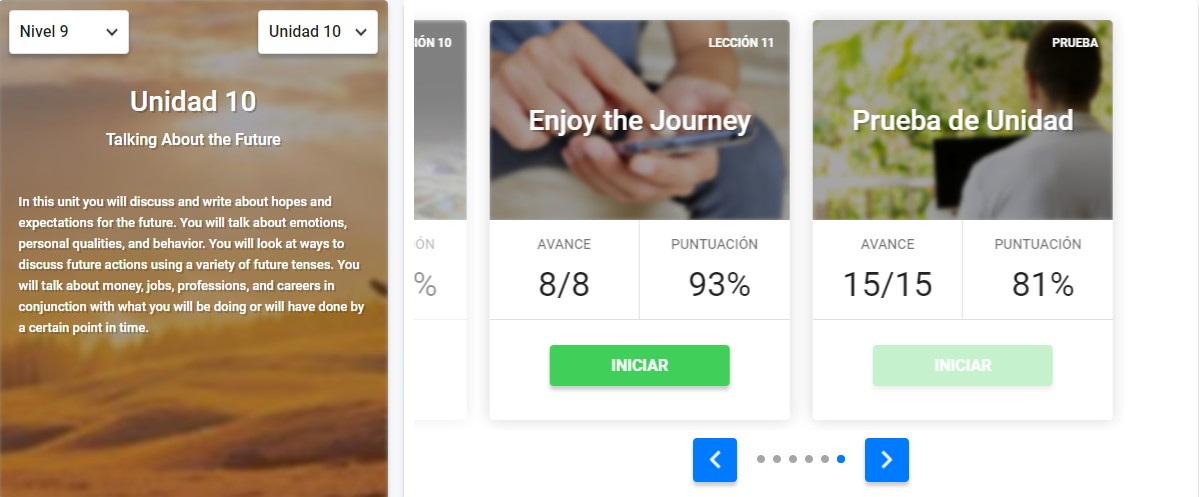 Nivel 9
Unidad 10
Unidad 10
Talking About the Future
In this unit you will discuss and write about hopes and
expectations for the future. You will talk about emotions,
personal qualities, and behavior. You will look at ways to
discuss future actions using a variety of future tenses. You
will talk about money, jobs, professions, and careers in
conjunction with what you will be doing or will have done by
a certain point in time.
IÓN 10
ÓN
%
LECCIÓN 11
Enjoy the Journey
AVANCE PUNTUACIÓN
8/8 93%
INICIAR
PRUEBA
Prueba de Unidad
AVANCE PUNTUACIÓN
15/15 81%
INICIAR